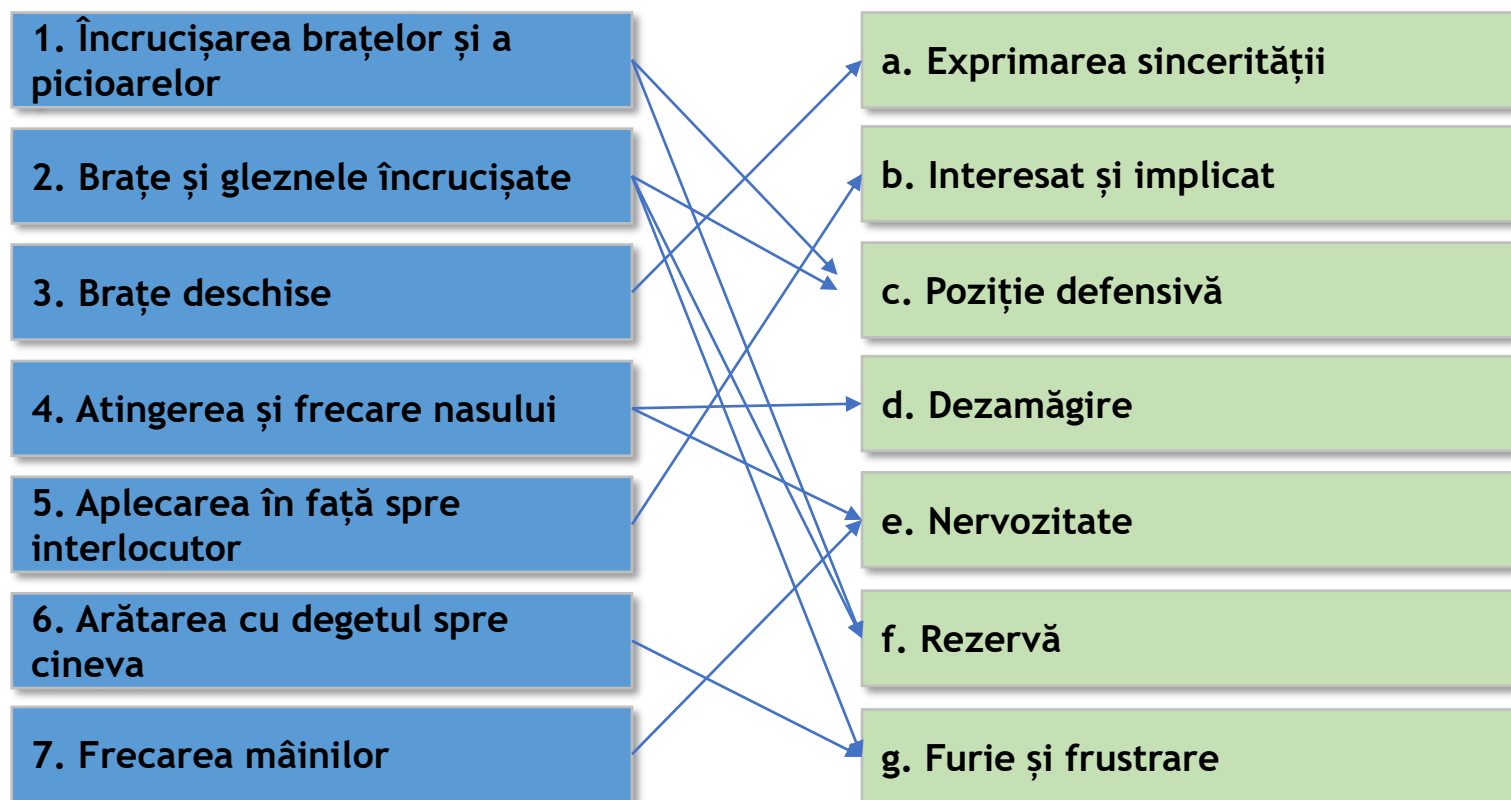 1. Încrucișarea brațelor și a
picioarelor
2. Brațe și gleznele încrucișate
3. Brațe deschise
4. Atingerea și frecare nasului
5. Aplecarea în față spre
interlocutor
6. Arătarea cu degetul spre
cineva
7. Frecarea mâinilor
a. Exprimarea sincerității
b. Interesat și implicat
c. Poziție defensivă
d. Dezamăgire
e. Nervozitate
f. Rezervă
g. Furie și frustrare